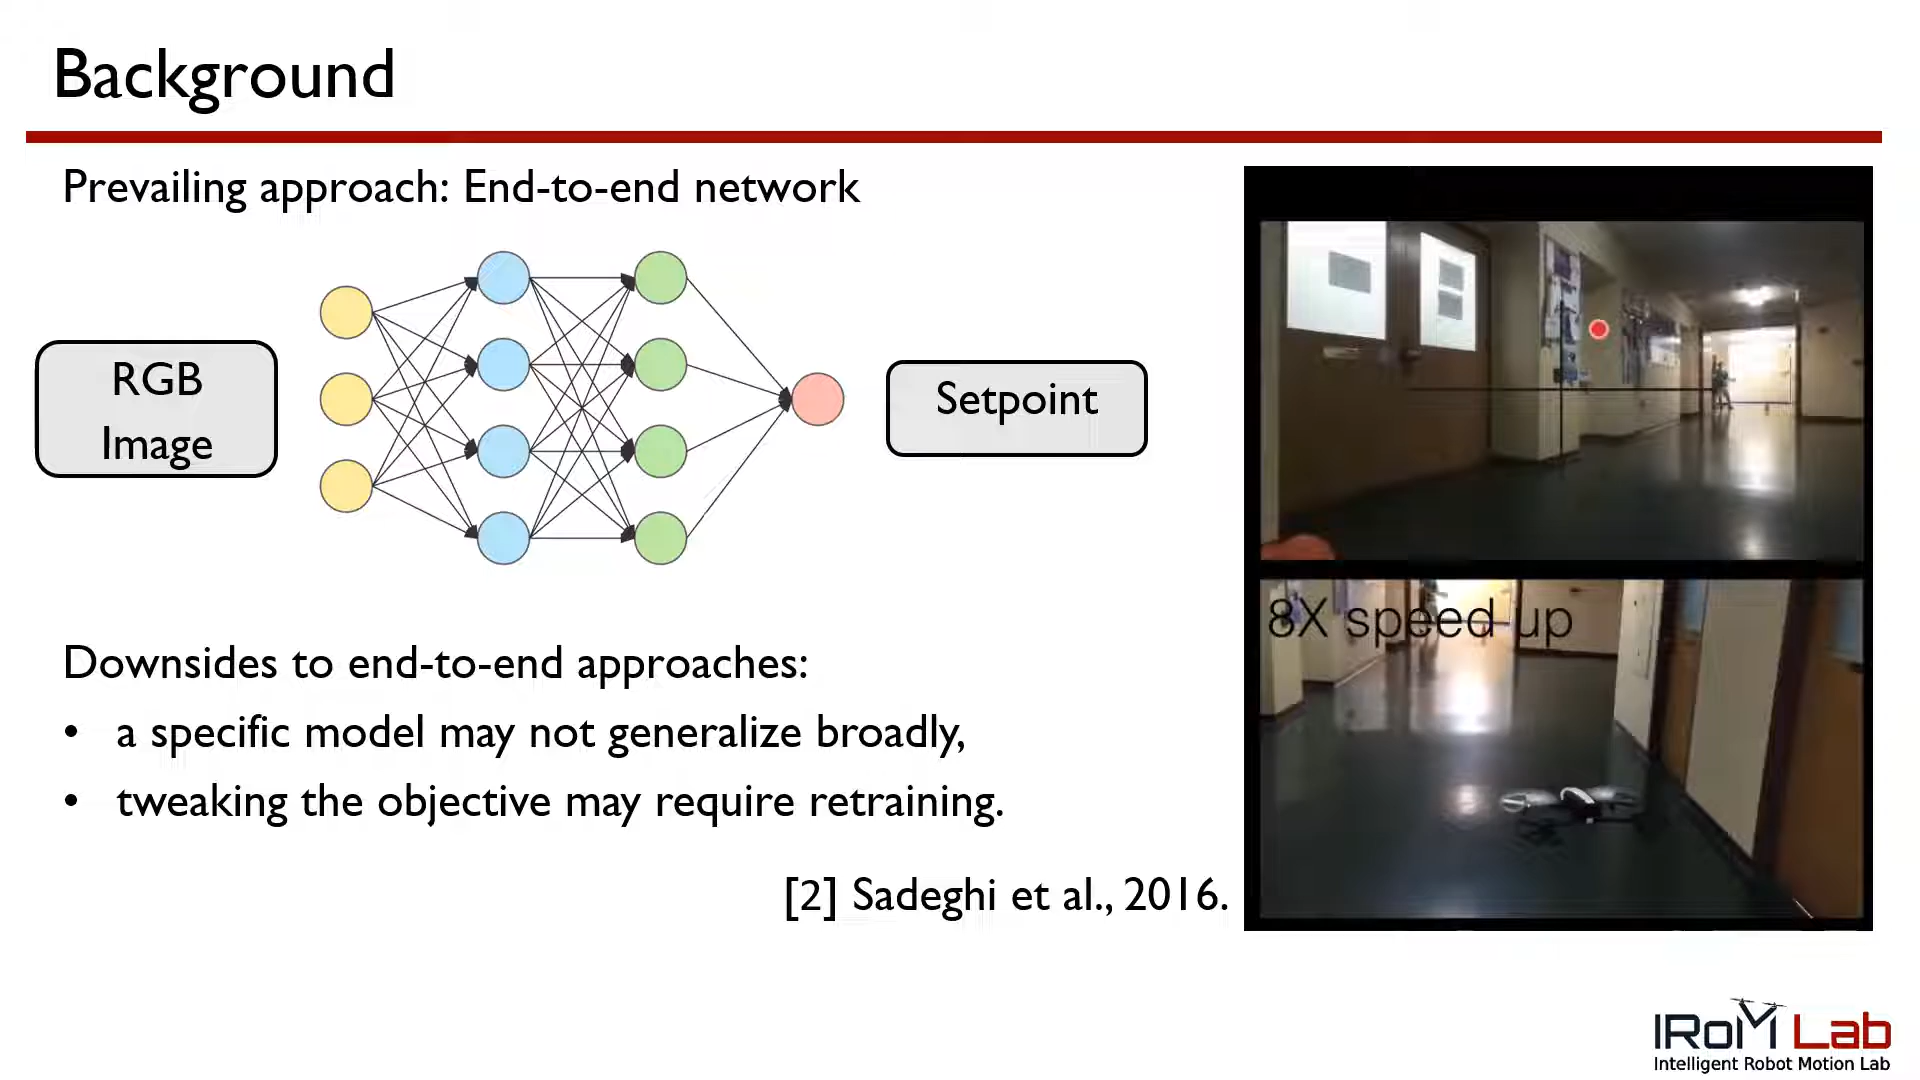 Background
Prevailing approach: End-to-end network
RGB
Image
Setpoint
8X speed up
Downsides to end-to-end approaches:
• a specific model may not generalize broadly,
• tweaking the objective may require retraining.
[2] Sadeghi et al., 2016.
IRoM Lab
Intelligent Robot Motion Lab